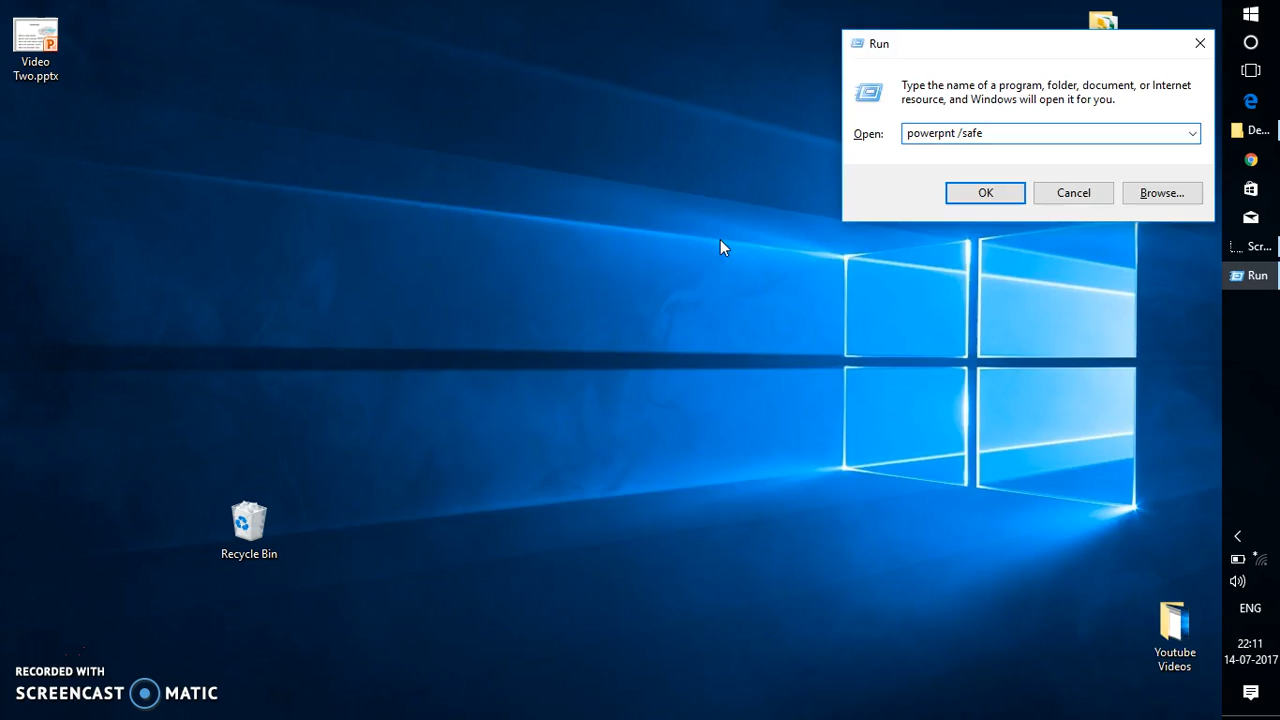 Video
Two.pptx
Run
Type the name of a program, folder, document, or Internet
resource, and Windows will open it for you.
Open:
powerpnt /safe
OK
Cancel
Browse...
De...
Scr...
Run
Recycle Bin
Youtube
Videos
ENG
22:11
14-07-2017
RECORDED WITH
SCREENCAST MATIC